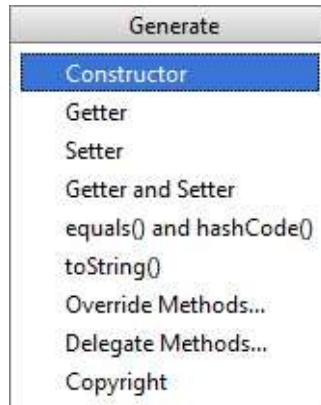 Generate
Constructor
Getter
Setter
Getter and Setter
equals() and hashCode()
toString()
Override Methods...
Delegate Methods...
Copyright